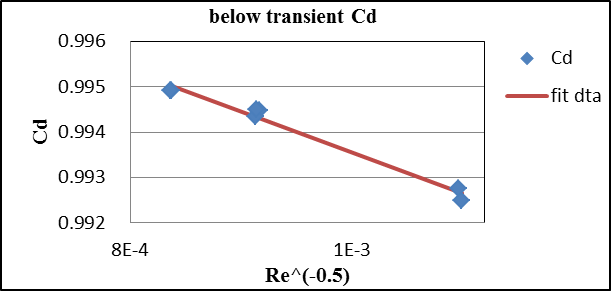 below transient Cd
0.996
0.995
0.994
0.993
0.992
Cd
8E-4
1E-3
Re^(-0.5)
Cd
fit dta